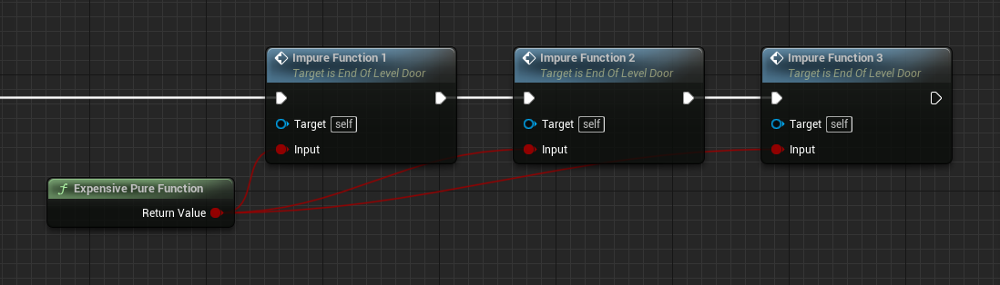 Impure Function 1
Target is End Of Level Door
Target self
Input
Impure Function 2
Target is End Of Level Door
Target self
Input
Impure Function 3
Target is End Of Level Door
Target self
Input
Expensive Pure Function
Return Value